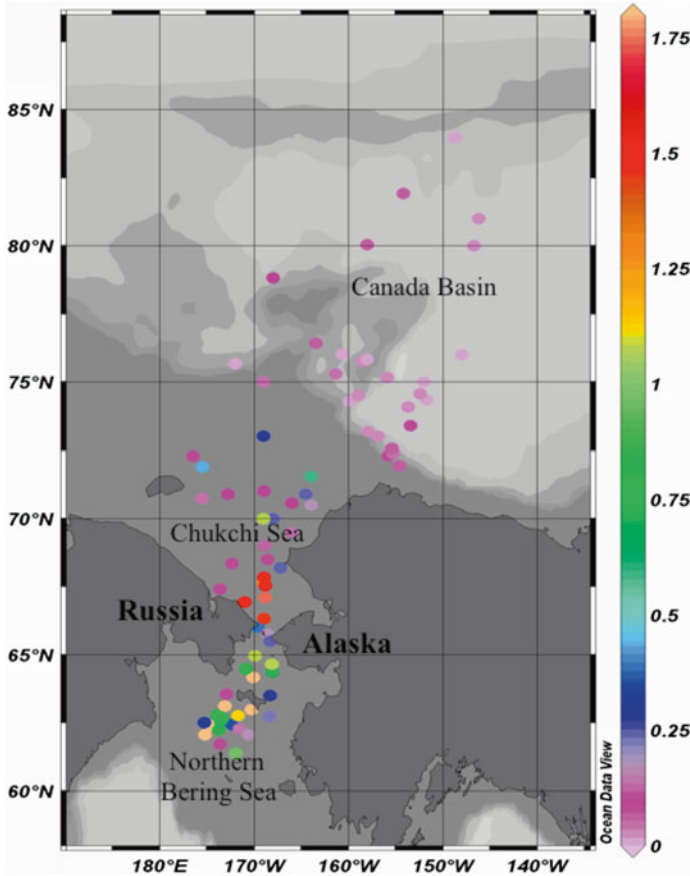 85°N
80°N
75°N
70°N
65°N
60°N
Canada Basin
Chukchi Sea
Russia
Alaska
Northern
Bering Sea
180°E
170°W
160°W
150°W
140°W
Ocean Data View
1.75
1.5
1.25
1
0.75
0.5
0.25
0